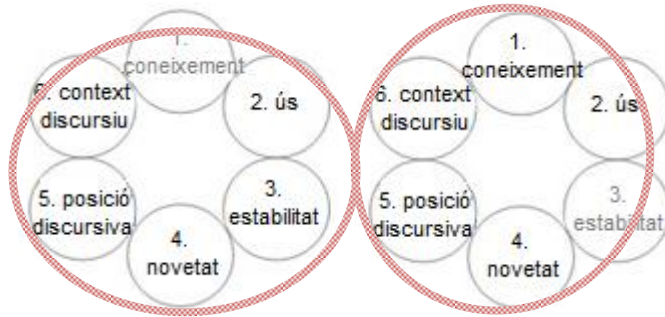 1.
coneixement
2. ús
3.
estabilitat
4.
novetat
5. posició
discursiva
6. context
discursiu
1.
coneixement
2. ús
3.
estabilitat
4.
novetat
5. posició
discursiva
6. context
discursiu